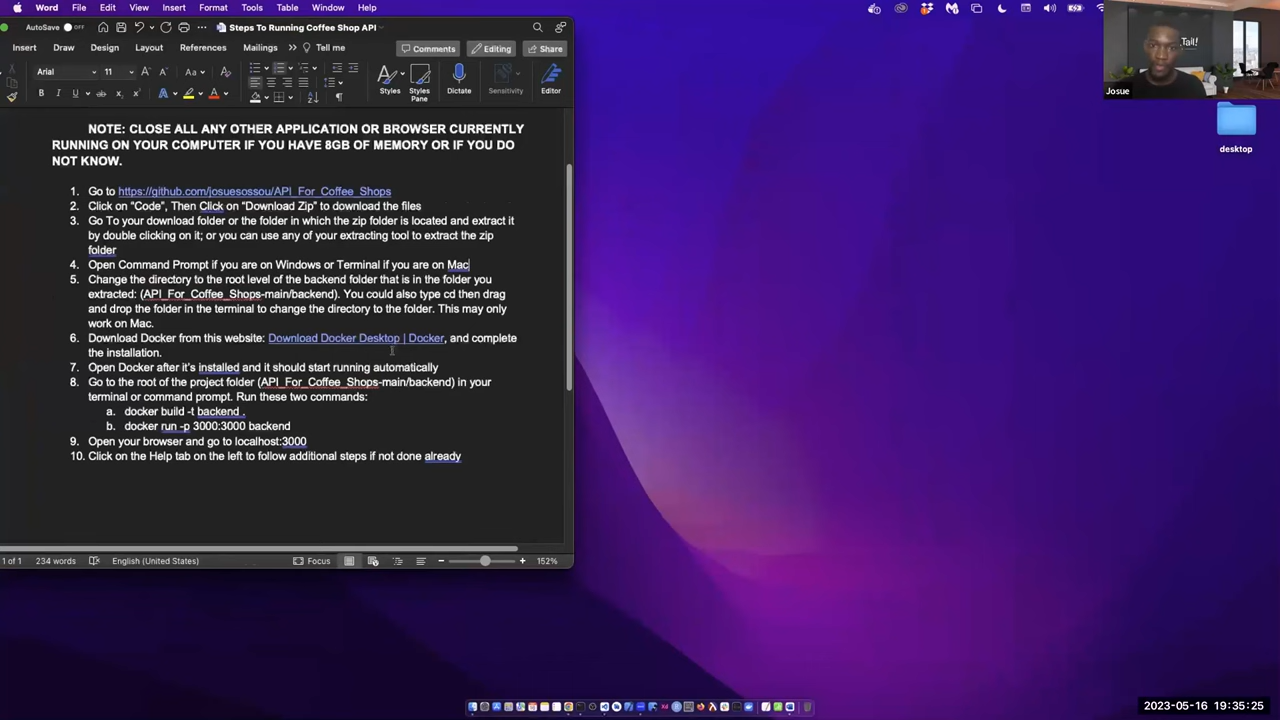 Word File Edit View Insert Format Tools Table Window Help
AutoSave OFF Steps To Running Coffee Shop API
Insert Draw Design Layout References Mailings Tell me Comments Editing Share
Arial 11 Aa
B I U A A Styles Styles Pane Dictate Sensitivity Editor
NOTE: CLOSE ALL ANY OTHER APPLICATION OR BROWSER CURRENTLY
RUNNING ON YOUR COMPUTER IF YOU HAVE 8GB OF MEMORY OR IF YOU DO
NOT KNOW.
1. Go to https://github.com/josuesossou/API_For_Coffee_Shops
2. Click on "Code", Then Click on "Download Zip" to download the files
3. Go To your download folder or the folder in which the zip folder is located and extract it
by double clicking on it; or you can use any of your extracting tool to extract the zip
folder
4. Open Command Prompt if you are on Windows or Terminal if you are on Mac
5. Change the directory to the root level of the backend folder that is in the folder you
extracted: (API_For_Coffee_Shops-main/backend). You could also type cd then drag
and drop the folder in the terminal to change the directory to the folder. This may only
work on Mac.
6. Download Docker from this website: Download Docker Desktop | Docker, and complete
the installation.
7. Open Docker after it's installed and it should start running automatically
8. Go to the root of the project folder (API_For_Coffee_Shops-main/backend) in your
terminal or command prompt. Run these two commands:
a. docker build -t backend .
b. docker run -p 3000:3000 backend
9. Open your browser and go to localhost:3000
10. Click on the Help tab on the left to follow additional steps if not done already
1 of 1 234 words English (United States) Focus 152%
Tail!
Josue
desktop
2023-05-16 19:35:25